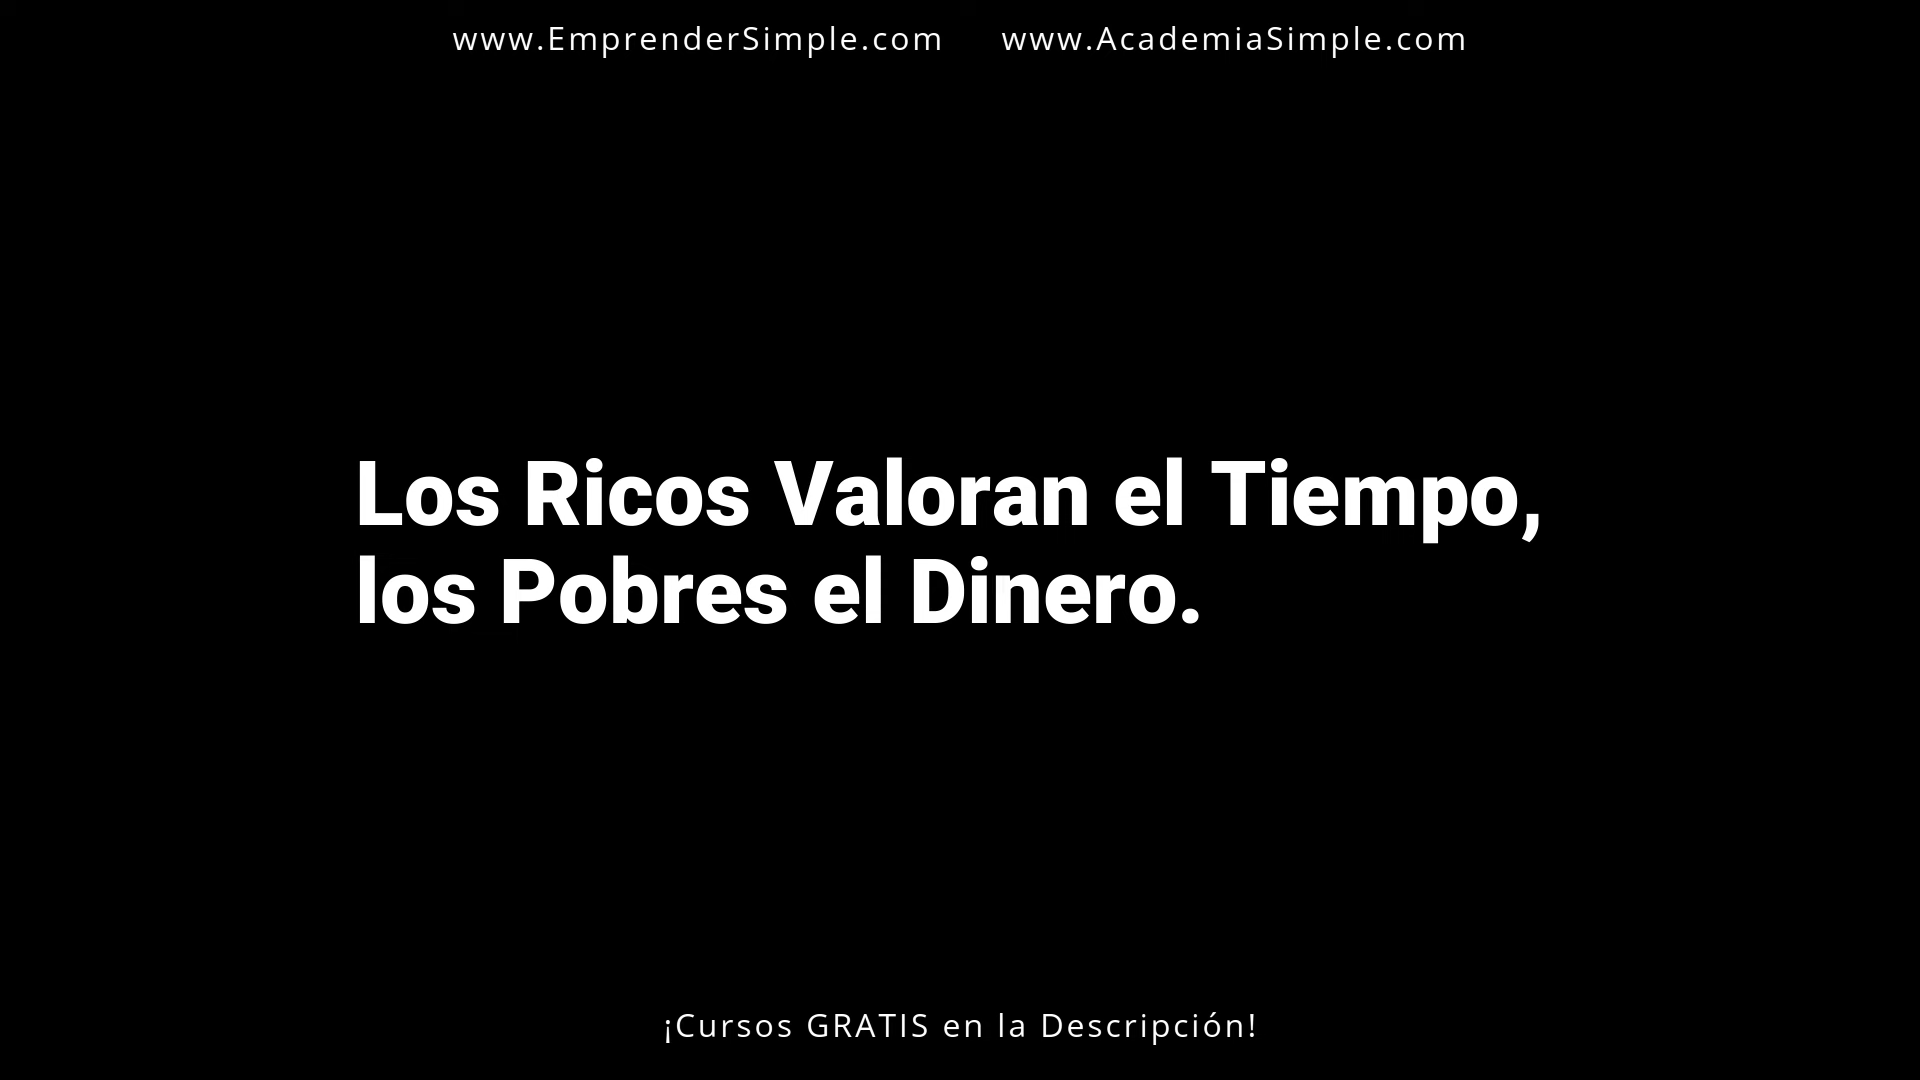 www.EmprenderSimple.com www.AcademiaSimple.com
Los Ricos Valoran el Tiempo,
los Pobres el Dinero.
¡Cursos GRATIS en la Descripción!